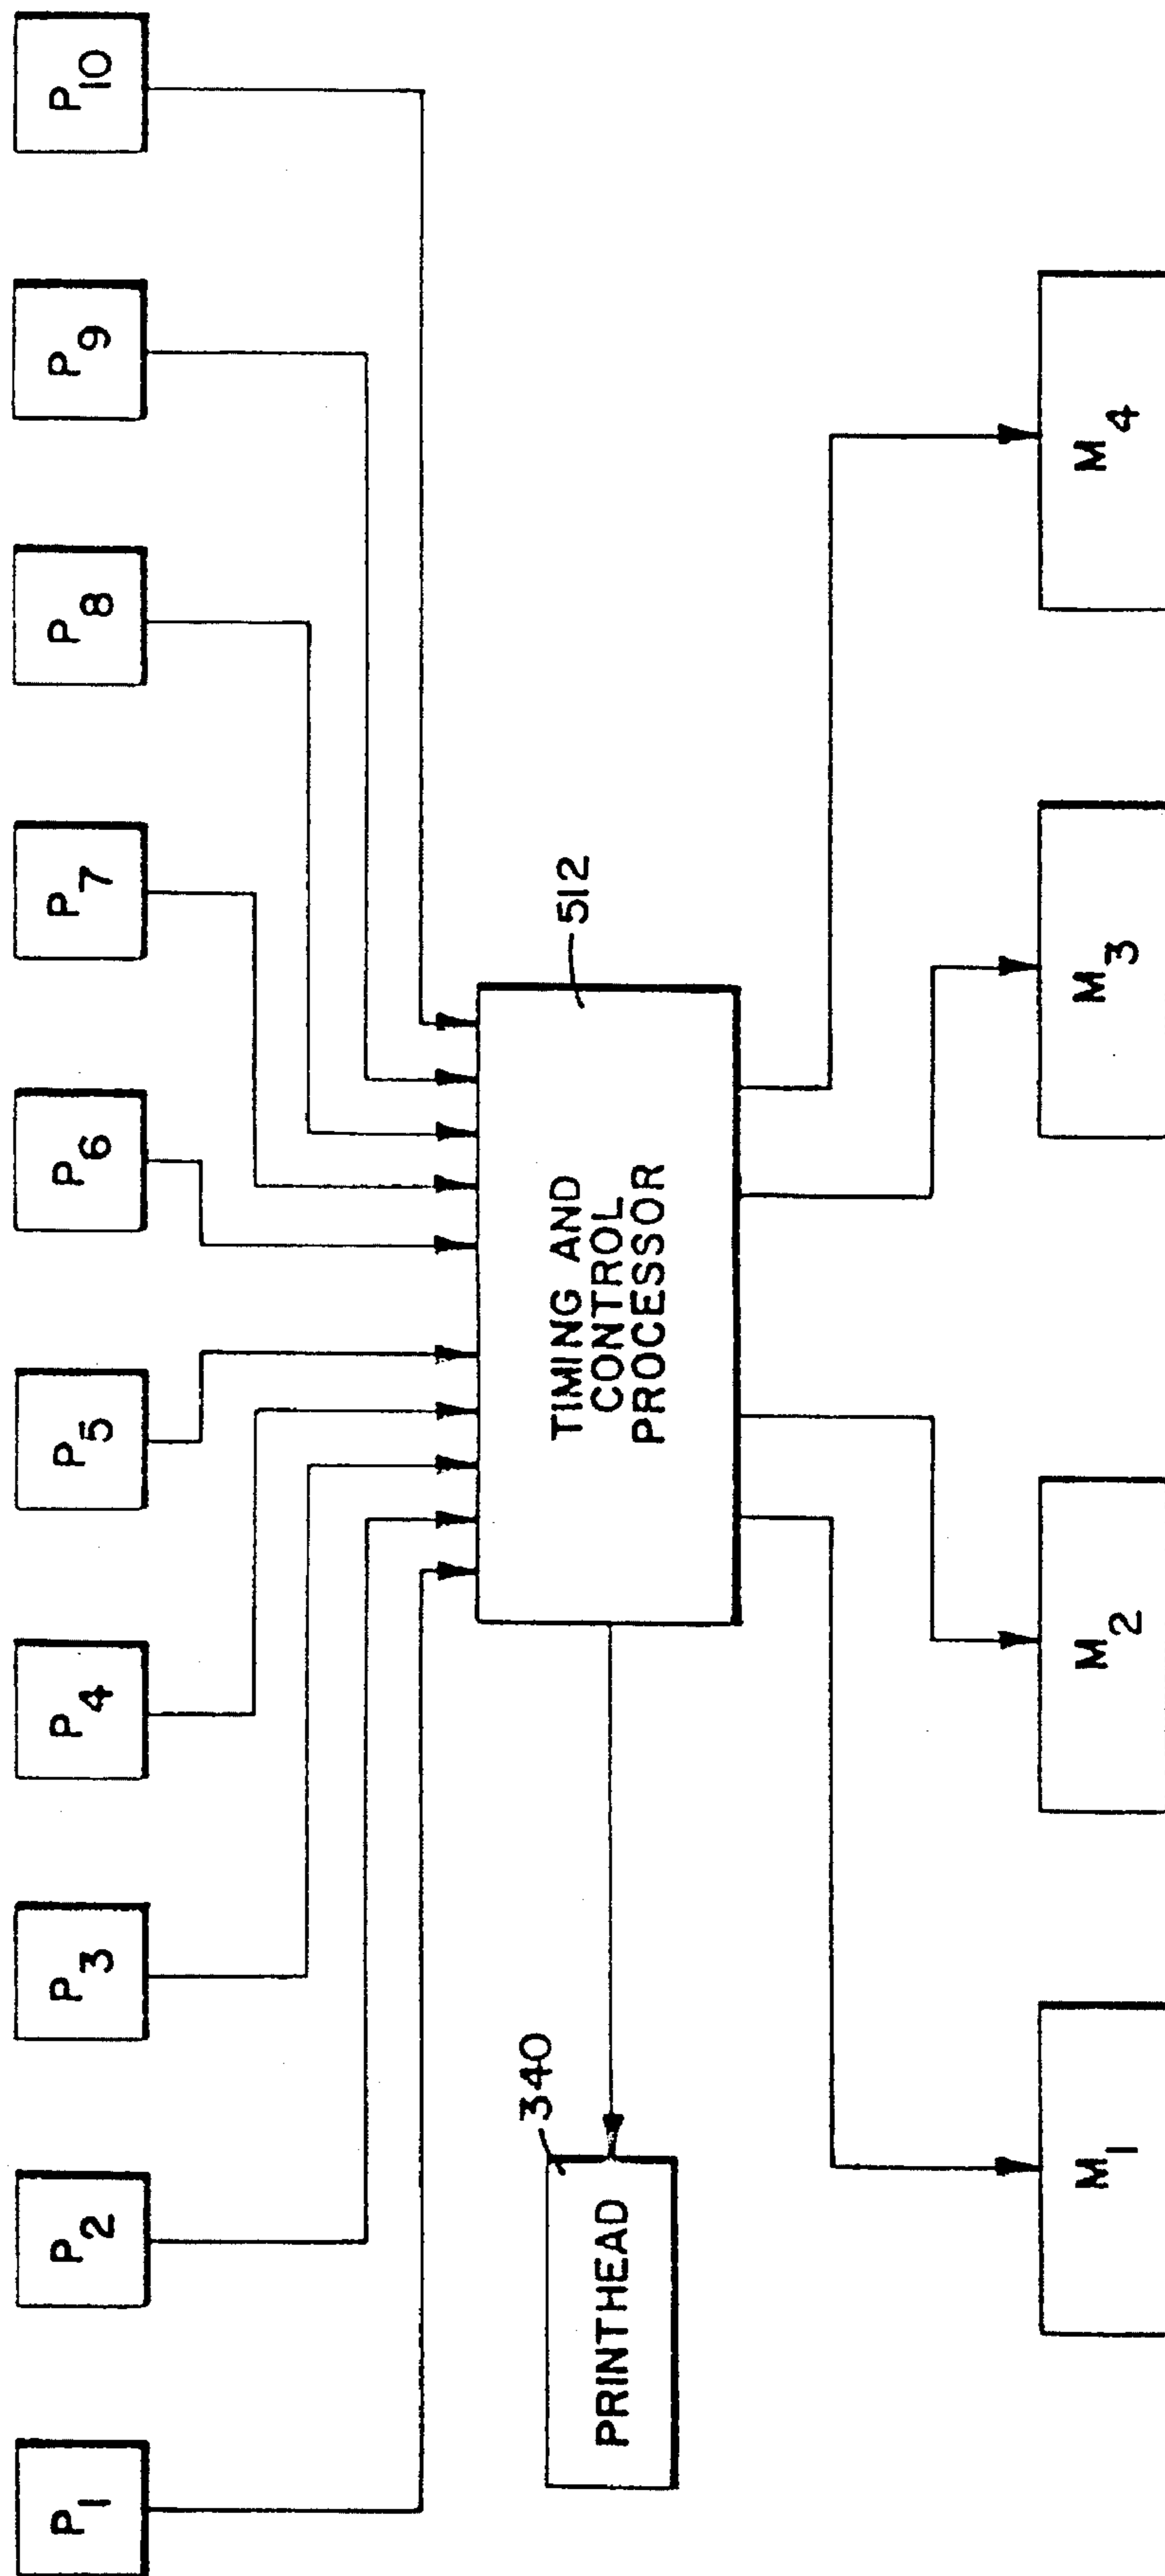 P1
P2
P3
P4
P5
P6
P7
P8
P9
P10
340
PRINTHEAD
512
TIMING AND
CONTROL
PROCESSOR
M1
M2
M3
M4